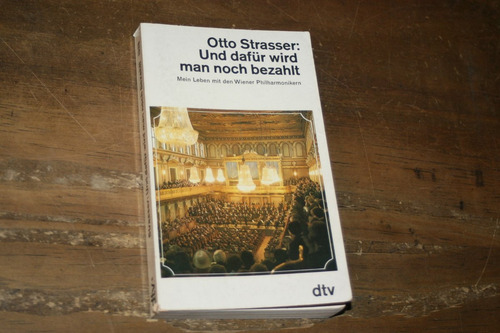 Otto Strasser:
Und dafür wird
man noch bezahlt
Mein Leben mit den Wiener Philharmonikern
dtv